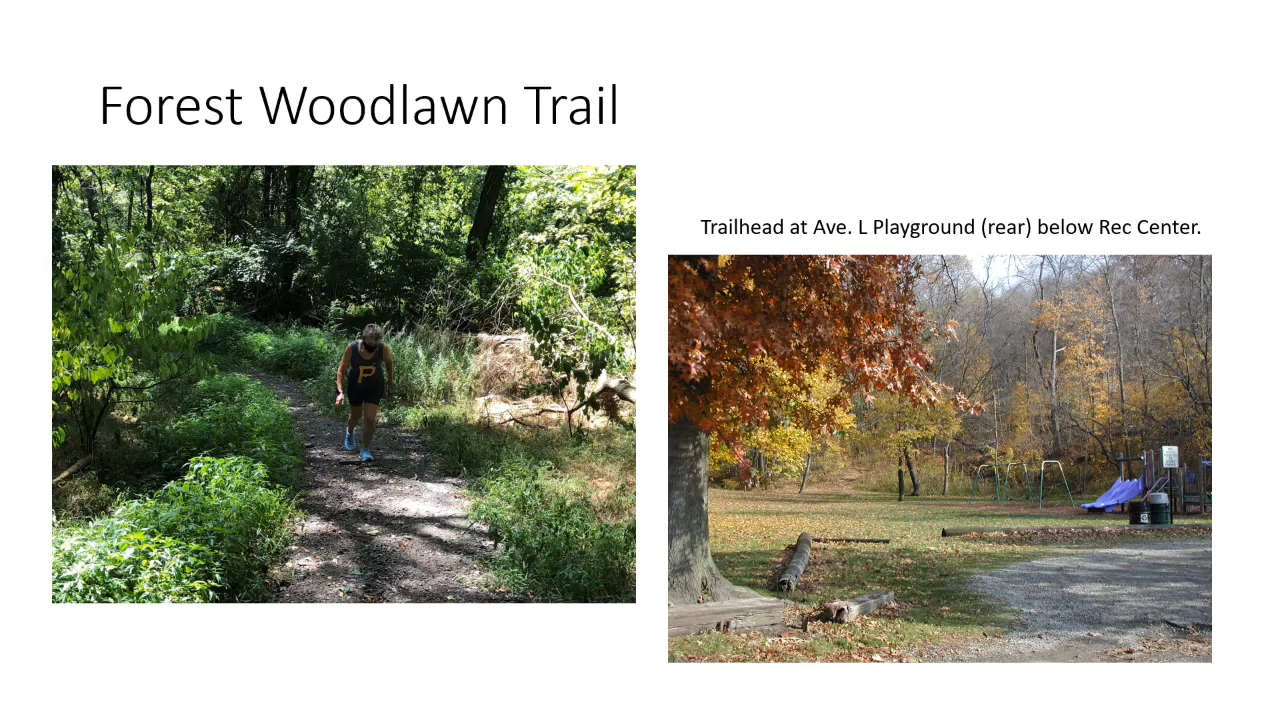 Forest Woodlawn Trail
Trailhead at Ave. L Playground (rear) below Rec Center.
P